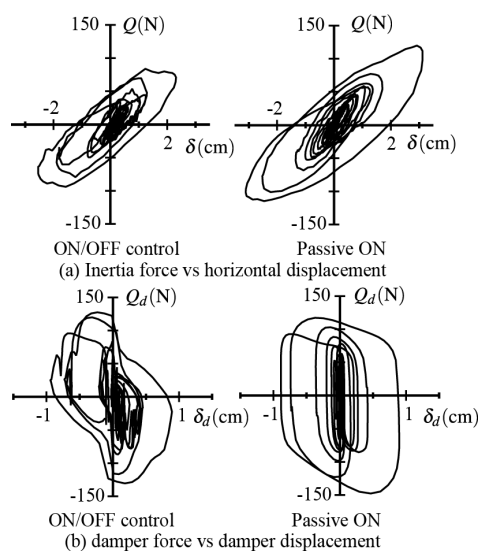 150 Q(N) 150 Q(N)
-2 -2
2 δ(cm) 2 δ(cm)
-150 -150
ON/OFF control Passive ON
(a) Inertia force vs horizontal displacement
150 Qd(N) 150 Qd(N)
-1 1 δd(cm) -1 1 δd(cm)
-150 -150
ON/OFF control Passive ON
(b) damper force vs damper displacement